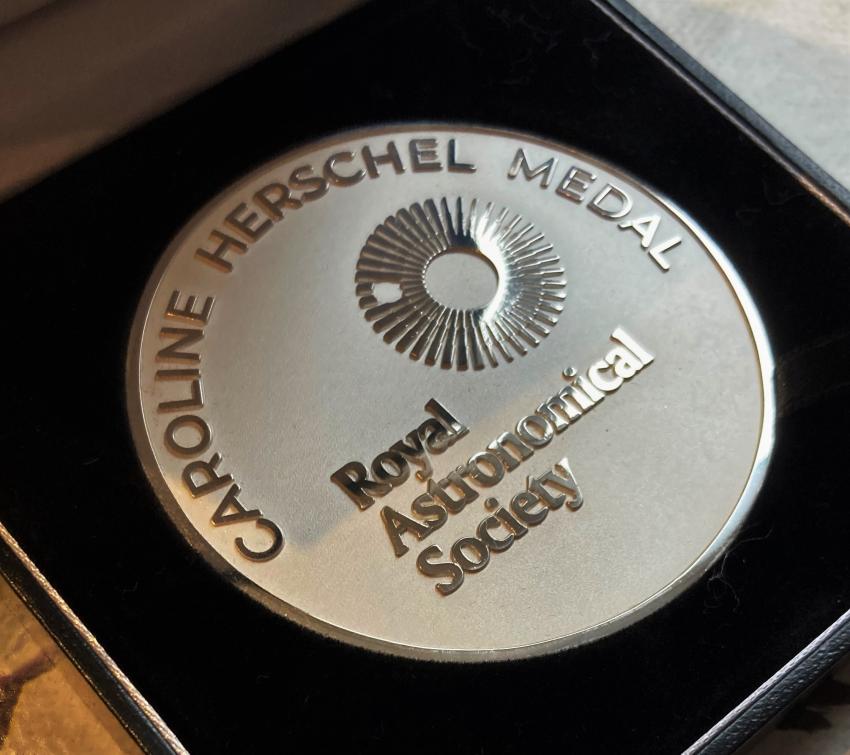 CAROLINE HERSCHEL MEDAL
Royal
Astronomical
Society